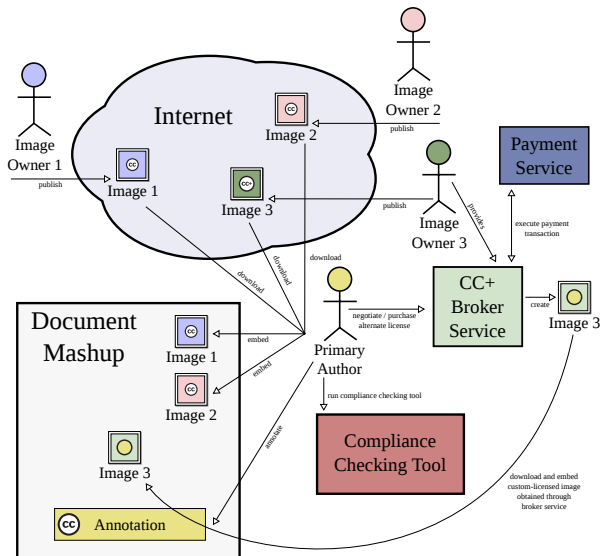 Internet
Image
Owner 1
publish
cc
Image 1
cc
Image 2
Image
Owner 2
publish
cc+
Image 3
publish
Image
Owner 3
provides
Payment
Service
execute payment
transaction
CC+
Broker
Service
create
Image 3
download
download
download
negotiate / purchase
alternate license
Primary
Author
run compliance checking tool
Compliance
Checking Tool
Document
Mashup
cc
Image 1
embed
cc
Image 2
embed
Image 3
annotate
cc
Annotation
download and embed
custom-licensed image
obtained through
broker service